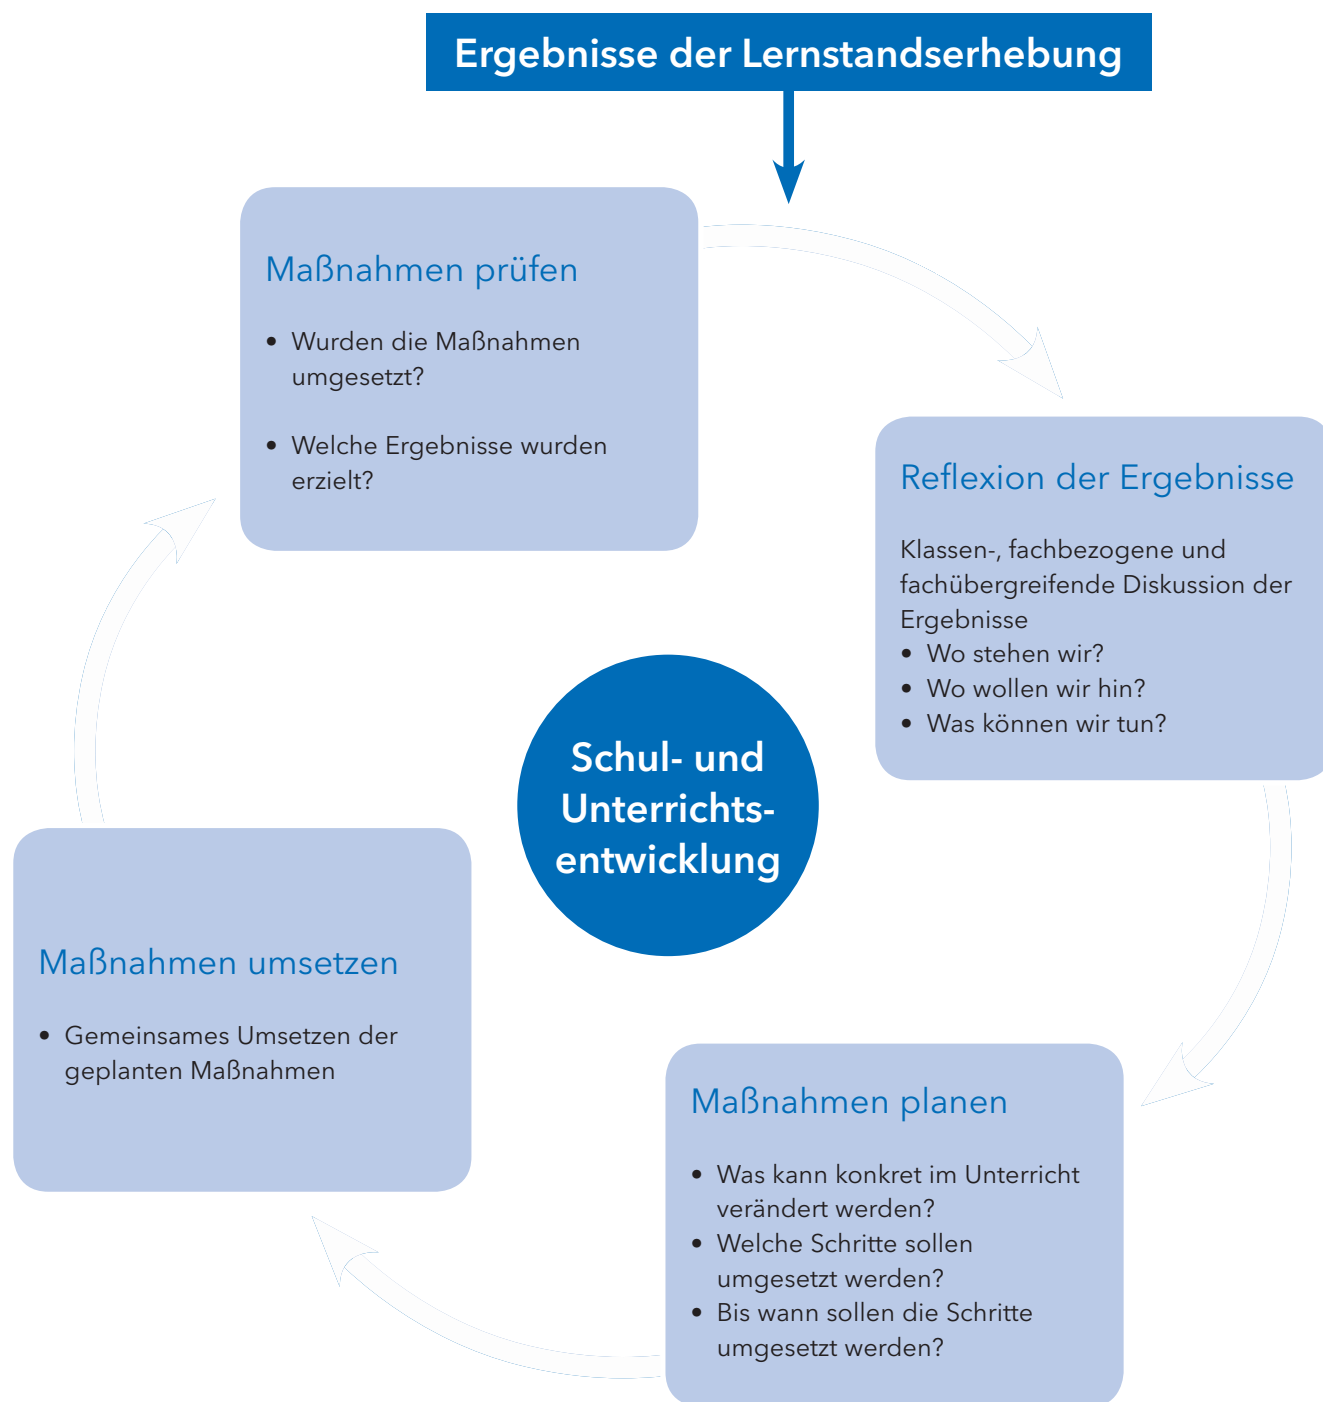 Ergebnisse der Lernstandserhebung
Maßnahmen prüfen
• Wurden die Maßnahmen
umgesetzt?
• Welche Ergebnisse wurden
erzielt?
Reflexion der Ergebnisse
Klassen-, fachbezogene und
fachübergreifende Diskussion der
Ergebnisse
• Wo stehen wir?
• Wo wollen wir hin?
• Was können wir tun?
Schul- und
Unterrichts-
entwicklung
Maßnahmen umsetzen
• Gemeinsames Umsetzen der
geplanten Maßnahmen
Maßnahmen planen
• Was kann konkret im Unterricht
verändert werden?
• Welche Schritte sollen
umgesetzt werden?
• Bis wann sollen die Schritte
umgesetzt werden?